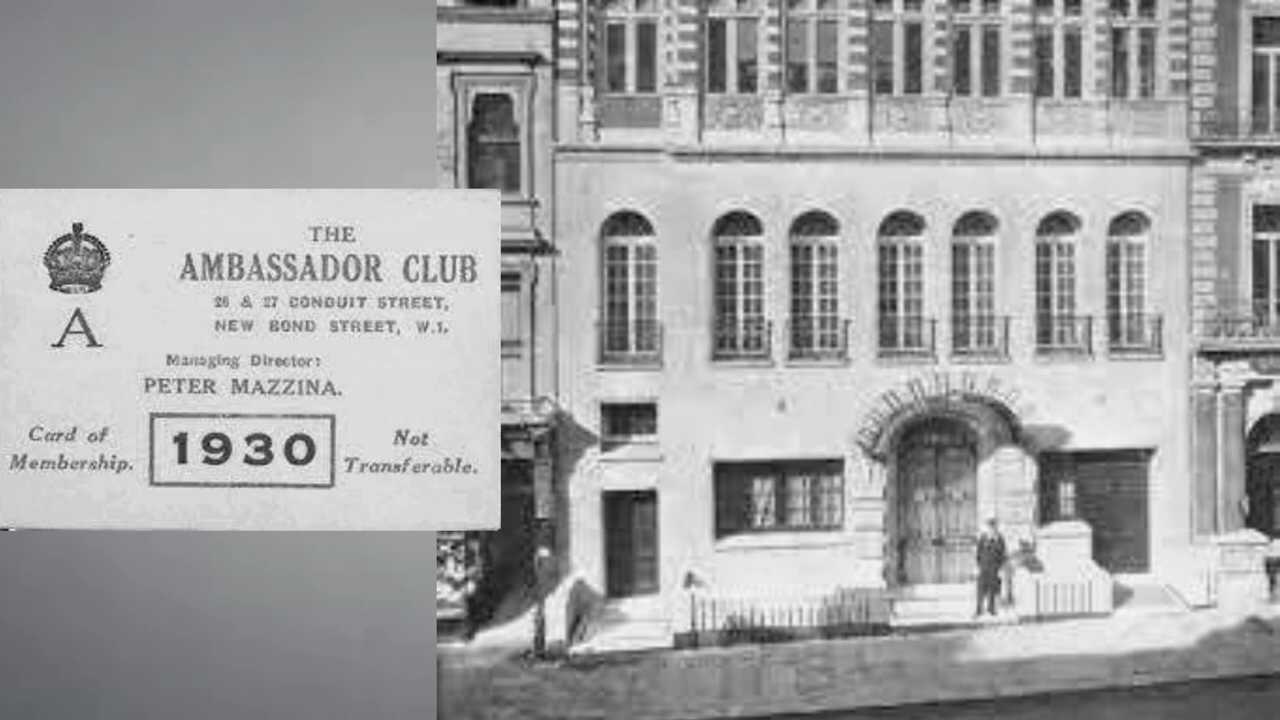 THE
AMBASSADOR CLUB
26 & 27 CONDUIT STREET,
NEW BOND STREET, W.1.
A
Managing Director:
PETER MAZZINA.
Card of
Membership.
1930
Not
Transferable.